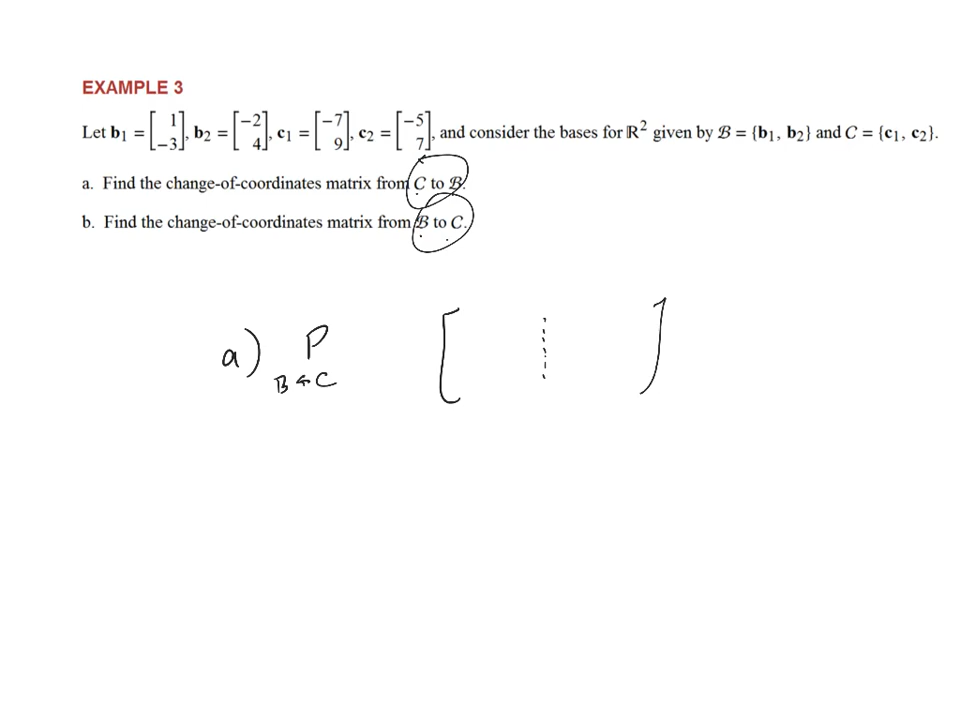 EXAMPLE 3
Let b₁ = [1 −3], b₂ = [−2 4], c₁ = [−7 9], c₂ = [−5 7], and consider the bases for ℝ² given by ℬ = {b₁, b₂} and C = {c₁, c₂}.
a. Find the change-of-coordinates matrix from C to ℬ.
b. Find the change-of-coordinates matrix from ℬ to C.
a) P [ ]
B ← C